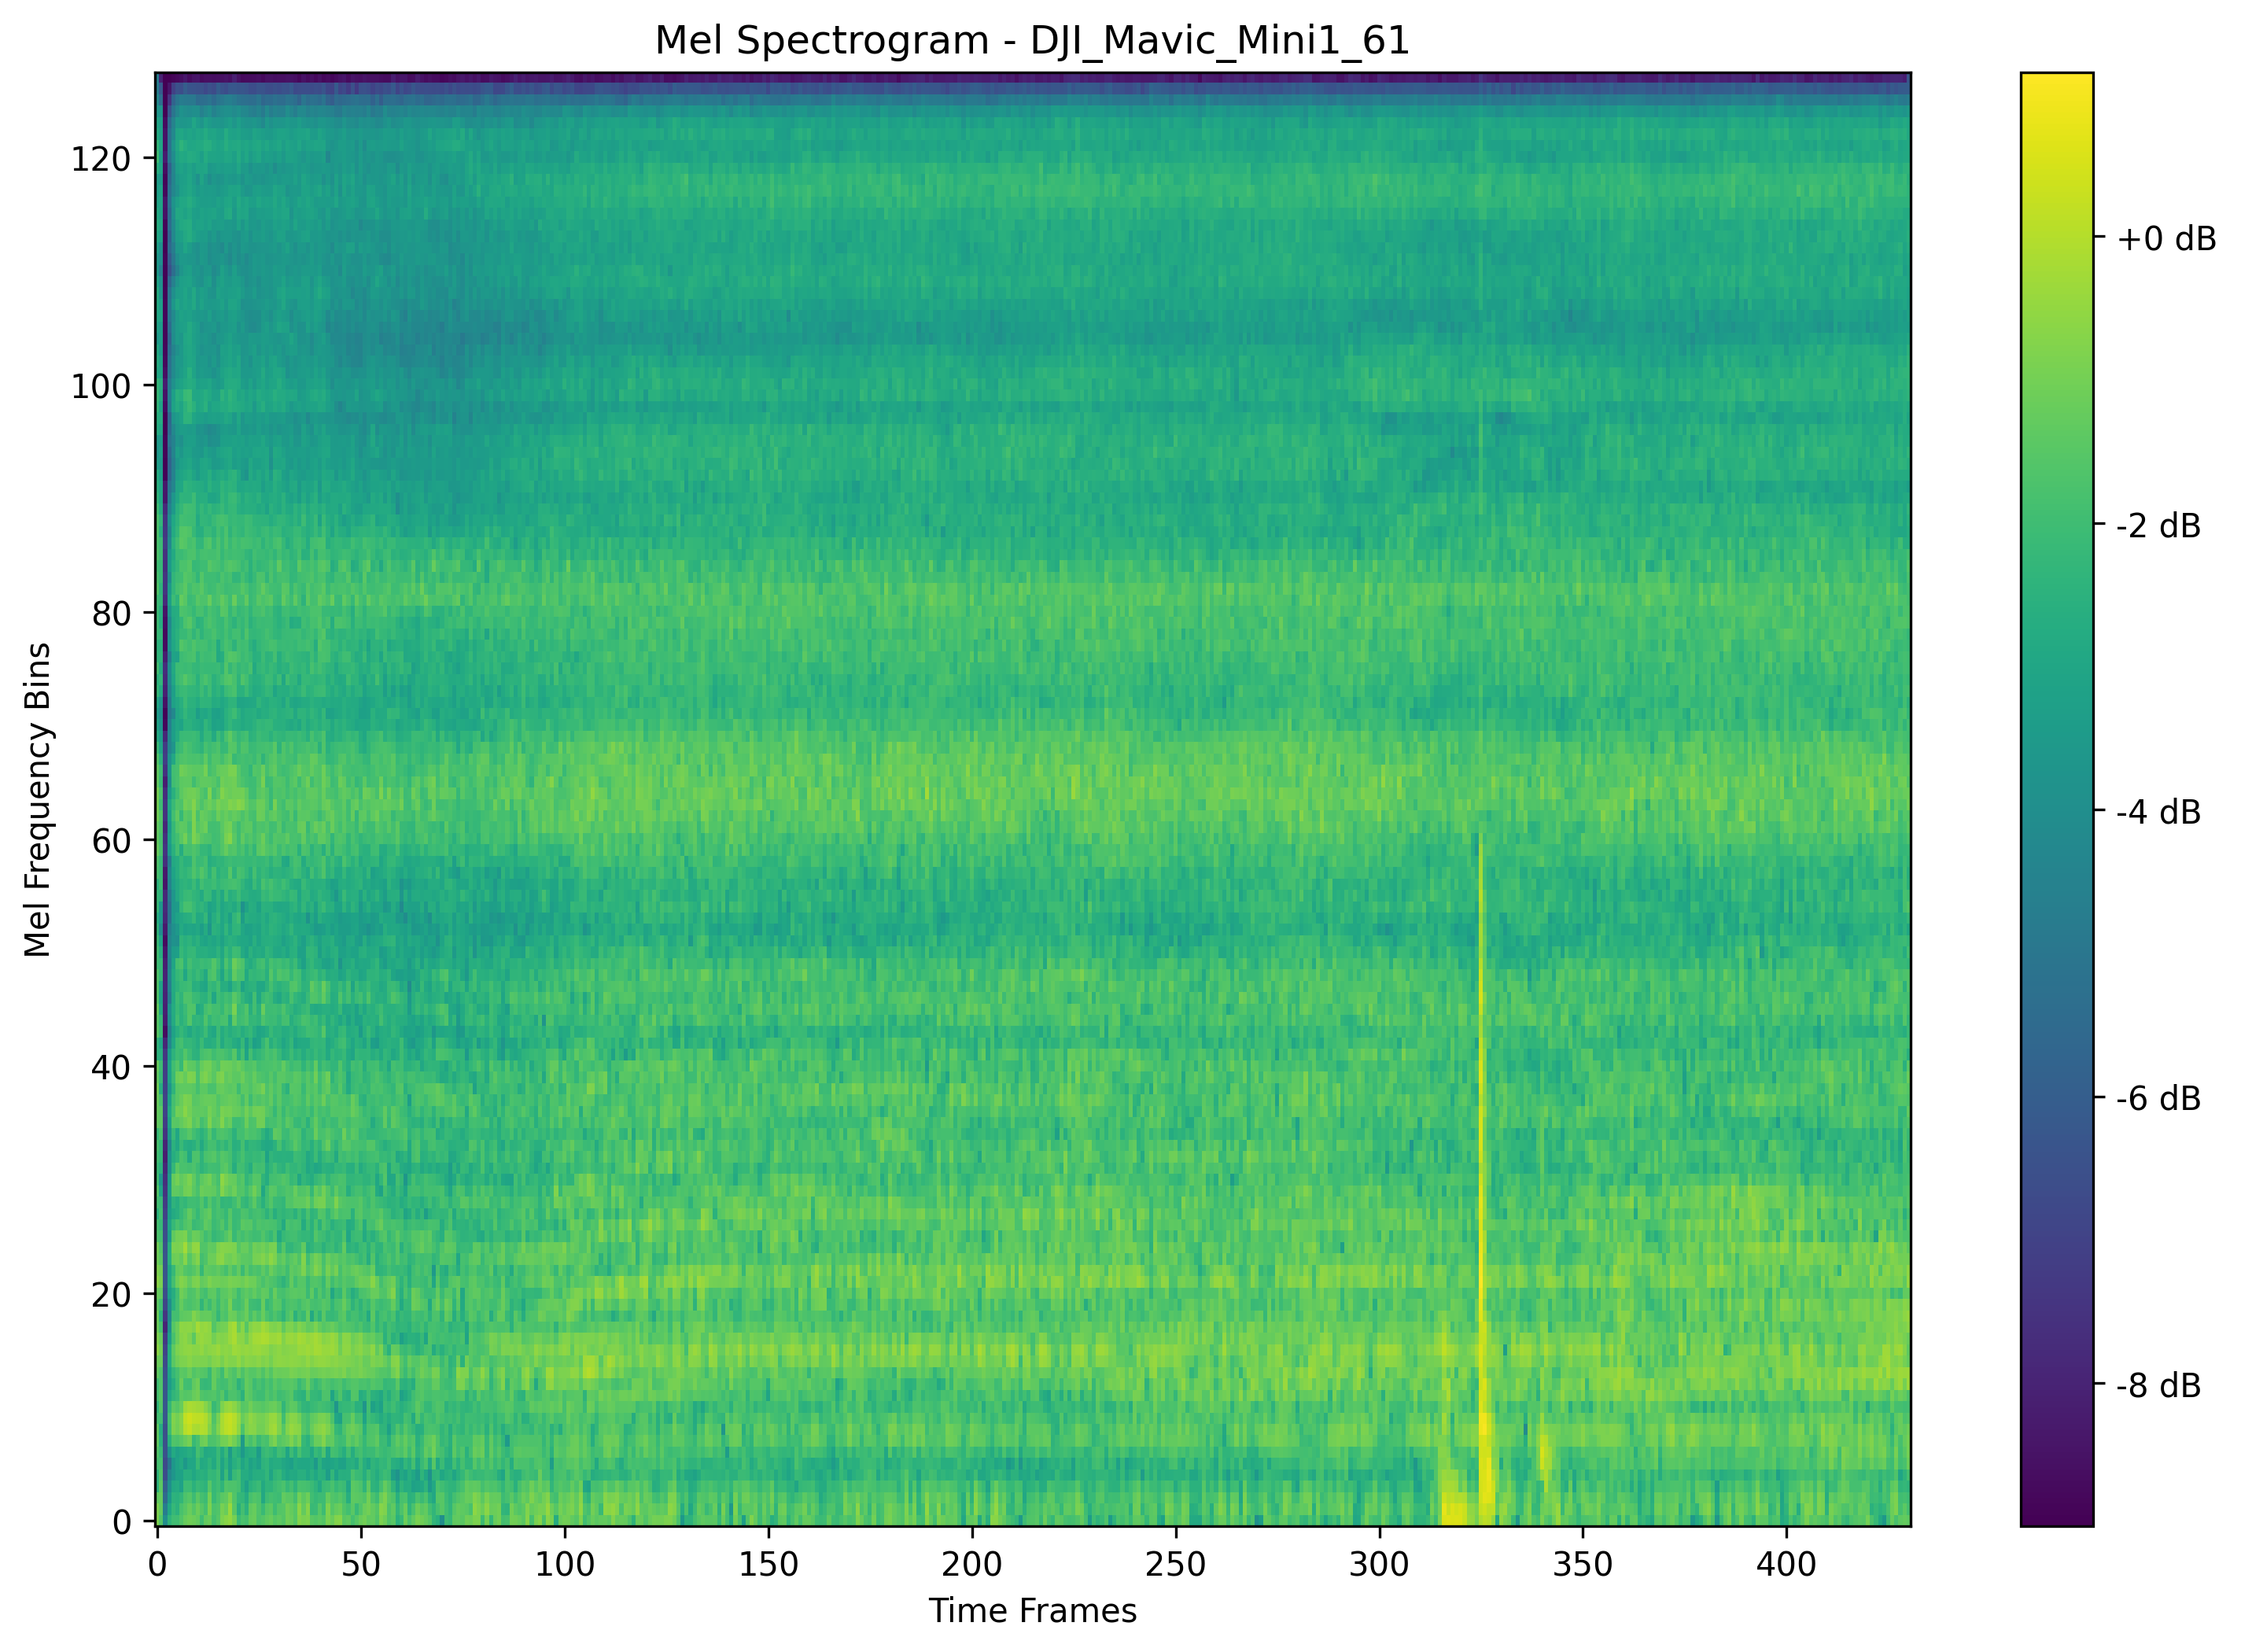 Mel Spectrogram - DJI_Mavic_Mini1_61
Mel Frequency Bins
120
100
80
60
40
20
0
0 50 100 150 200 250 300 350 400
Time Frames
+0 dB
-2 dB
-4 dB
-6 dB
-8 dB